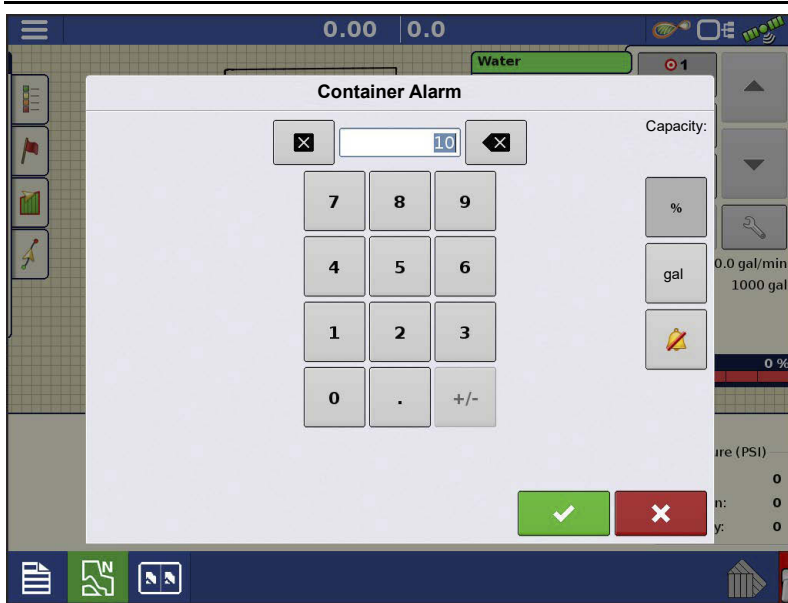 0.00 0.0
Water
1
Container Alarm
10
Capacity:
7 8 9
%
4 5 6
gal
0.0 gal/min
1000 gal
1 2 3
0 %
0 . +/-
ure (PSI)
0
n: 0
y: 0
N